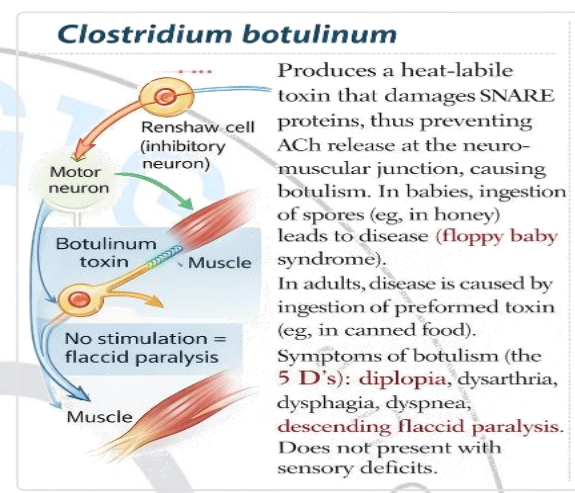 Clostridium botulinum
Renshaw cell
(inhibitory
neuron)
Motor
neuron
Botulinum
toxin
Muscle
No stimulation =
flaccid paralysis
Muscle
Produces a heat-labile
toxin that damages SNARE
proteins, thus preventing
ACh release at the neuro-
muscular junction, causing
botulism. In babies, ingestion
of spores (eg, in honey)
leads to disease (floppy baby
syndrome).
In adults, disease is caused by
ingestion of preformed toxin
(eg, in canned food).
Symptoms of botulism (the
5 D's): diplopia, dysarthria,
dysphagia, dyspnea,
descending flaccid paralysis.
Does not present with
sensory deficits.